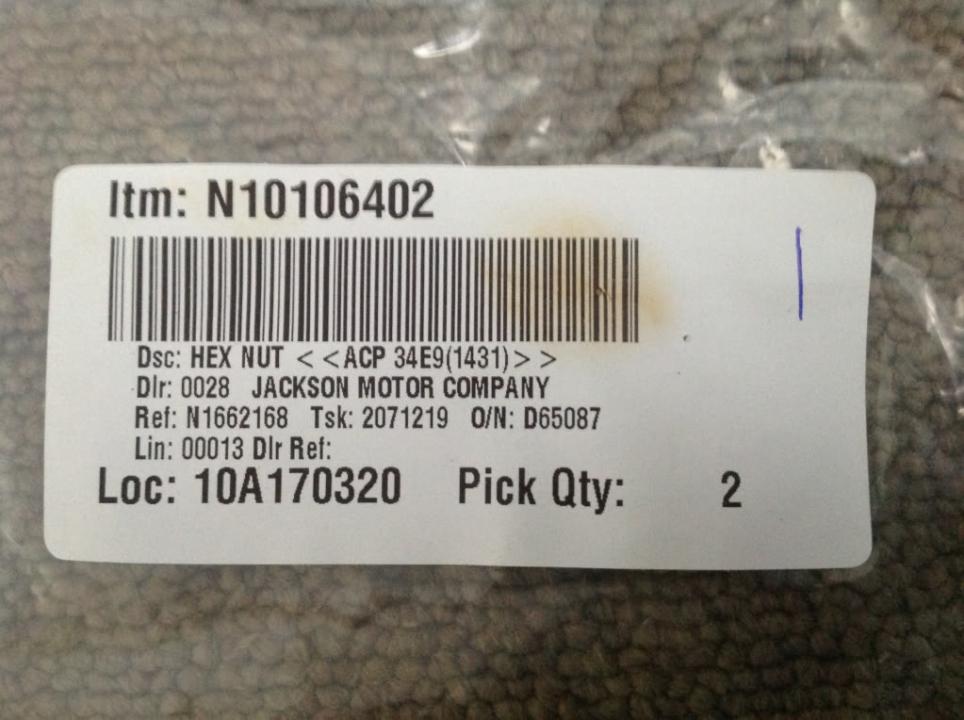 Itm: N10106402
Dsc: HEX NUT < <ACP 34E9(1431)> >
Dlr: 0028 JACKSON MOTOR COMPANY
Ref: N1662168 Tsk: 2071219 O/N: D65087
Lin: 00013 Dlr Ref:
Loc: 10A170320 Pick Qty: 2